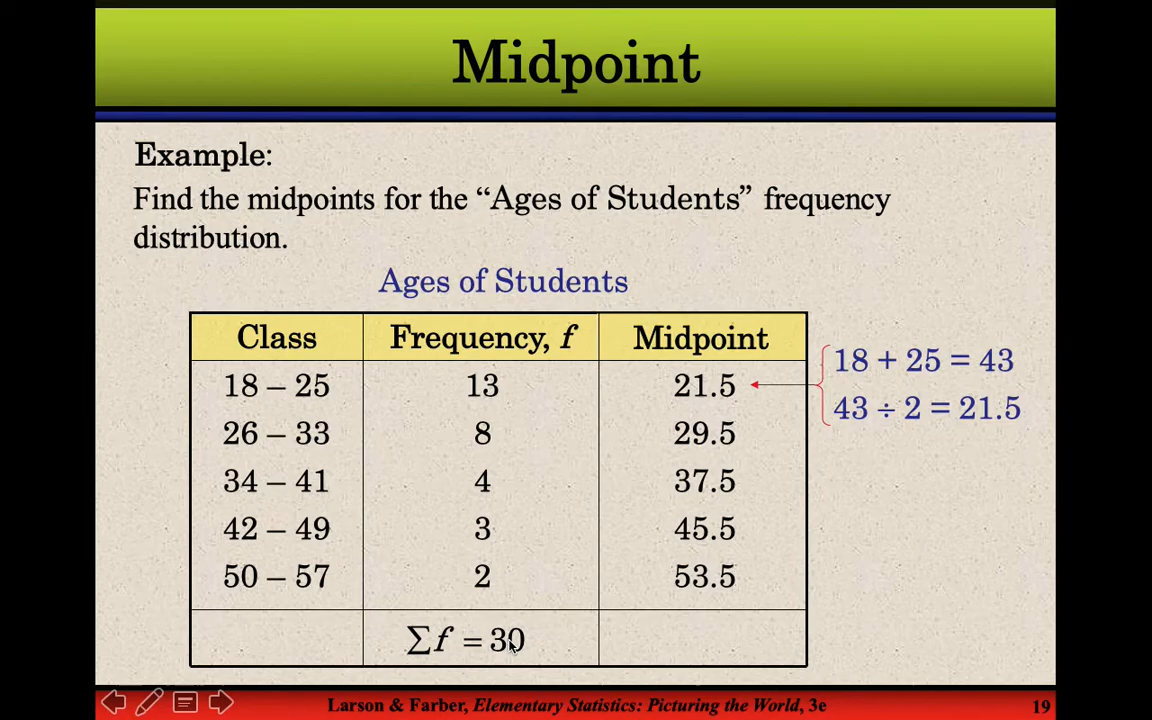 Midpoint
Example:
Find the midpoints for the “Ages of Students” frequency
distribution.
Ages of Students
Class Frequency, f Midpoint
18 – 25 13 21.5
18 + 25 = 43
43 ÷ 2 = 21.5
26 – 33 8 29.5
34 – 41 4 37.5
42 – 49 3 45.5
50 – 57 2 53.5
∑f = 30
Larson & Farber, Elementary Statistics: Picturing the World, 3e 19